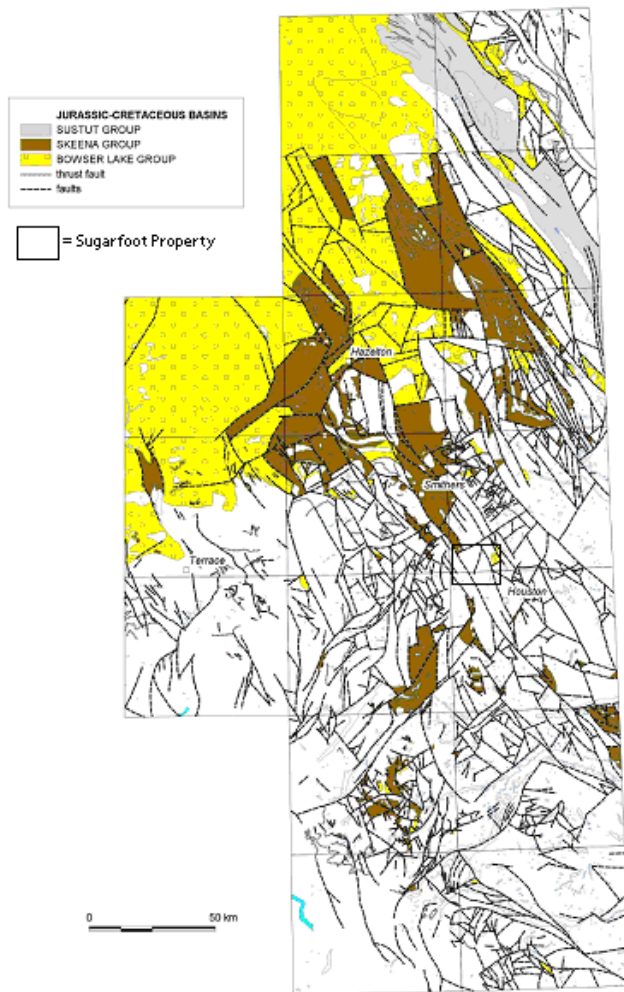 JURASSIC-CRETACEOUS BASINS
SUSTUT GROUP
SKEENA GROUP
BOWSER LAKE GROUP
thrust fault
faults
= Sugarfoot Property
Hazelton
Smithers
Terrace
Houston
0 50 km